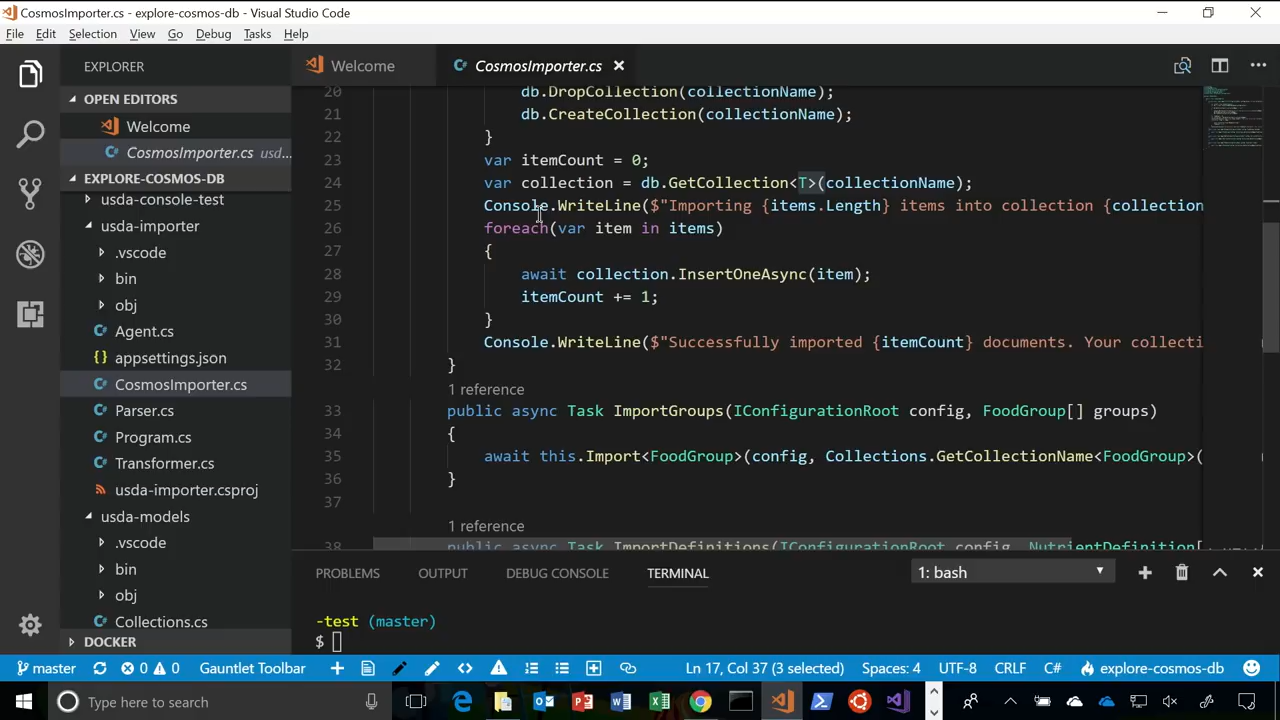 CosmosImporter.cs - explore-cosmos-db - Visual Studio Code
File Edit Selection View Go Debug Tasks Help
EXPLORER
OPEN EDITORS
Welcome
CosmosImporter.cs usd...
EXPLORE-COSMOS-DB
usda-console-test
usda-importer
.vscode
bin
obj
Agent.cs
appsettings.json
CosmosImporter.cs
Parser.cs
Program.cs
Transformer.cs
usda-importer.csproj
usda-models
.vscode
bin
obj
Collections.cs
DOCKER
Welcome CosmosImporter.cs
20 db.DropCollection(collectionName);
21 db.CreateCollection(collectionName);
22 }
23 var itemCount = 0;
24 var collection = db.GetCollection<T>(collectionName);
25 Console.WriteLine($"Importing {items.Length} items into collection {collection
26 foreach(var item in items)
27 {
28 await collection.InsertOneAsync(item);
29 itemCount += 1;
30 }
31 Console.WriteLine($"Successfully imported {itemCount} documents. Your collecti
32 }
1 reference
33 public async Task ImportGroups(IConfigurationRoot config, FoodGroup[] groups)
34 {
35 await this.Import<FoodGroup>(config, Collections.GetCollectionName<FoodGroup>(
36 }
37
1 reference
38 public async Task ImportDefinitions(IConfigurationRoot config, NutrientDefinition[
PROBLEMS OUTPUT DEBUG CONSOLE TERMINAL 1: bash
-test (master)
$
master 0 0 Gauntlet Toolbar Ln 17, Col 37 (3 selected) Spaces: 4 UTF-8 CRLF C# explore-cosmos-db
Type here to search